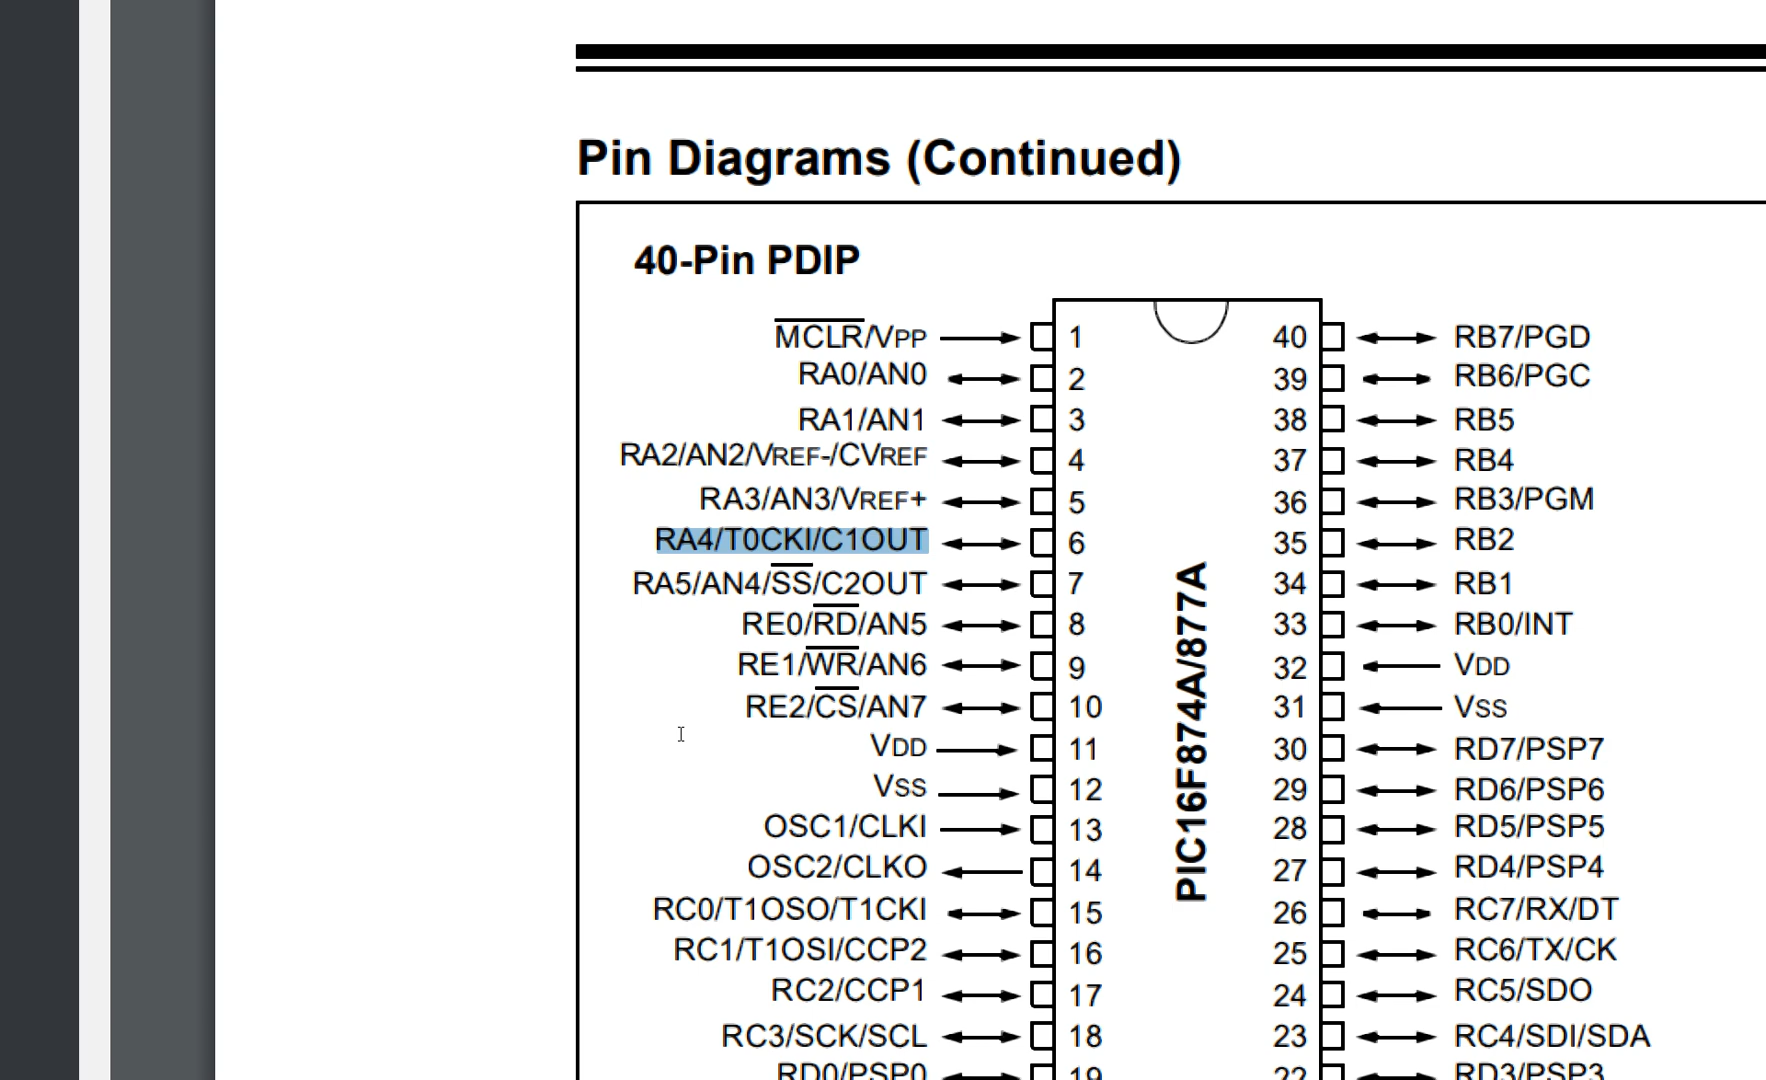 Pin Diagrams (Continued)
40-Pin PDIP
MCLR/VPP 1 40 RB7/PGD
RA0/AN0 2 39 RB6/PGC
RA1/AN1 3 38 RB5
RA2/AN2/VREF-/CVREF 4 37 RB4
RA3/AN3/VREF+ 5 36 RB3/PGM
RA4/T0CKI/C1OUT 6 35 RB2
RA5/AN4/SS/C2OUT 7 34 RB1
RE0/RD/AN5 8 33 RB0/INT
RE1/WR/AN6 9 32 VDD
RE2/CS/AN7 10 31 VSS
VDD 11 30 RD7/PSP7
VSS 12 29 RD6/PSP6
OSC1/CLKI 13 28 RD5/PSP5
OSC2/CLKO 14 27 RD4/PSP4
RC0/T1OSO/T1CKI 15 26 RC7/RX/DT
RC1/T1OSI/CCP2 16 25 RC6/TX/CK
RC2/CCP1 17 24 RC5/SDO
RC3/SCK/SCL 18 23 RC4/SDI/SDA
RD0/PSP0 19 22 RD3/PSP3
PIC16F874A/877A